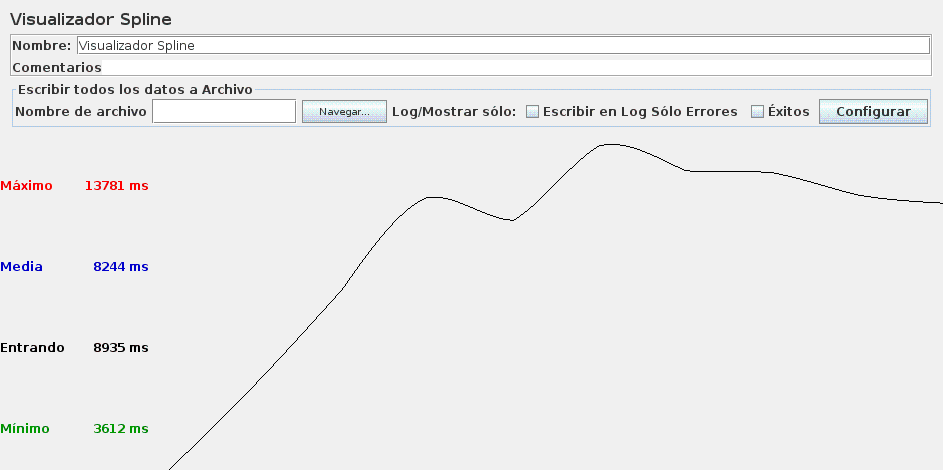 Visualizador Spline
Nombre: Visualizador Spline
Comentarios
Escribir todos los datos a Archivo
Nombre de archivo Navegar... Log/Mostrar sólo: Escribir en Log Sólo Errores Éxitos Configurar
Máximo 13781 ms
Media 8244 ms
Entrando 8935 ms
Mínimo 3612 ms